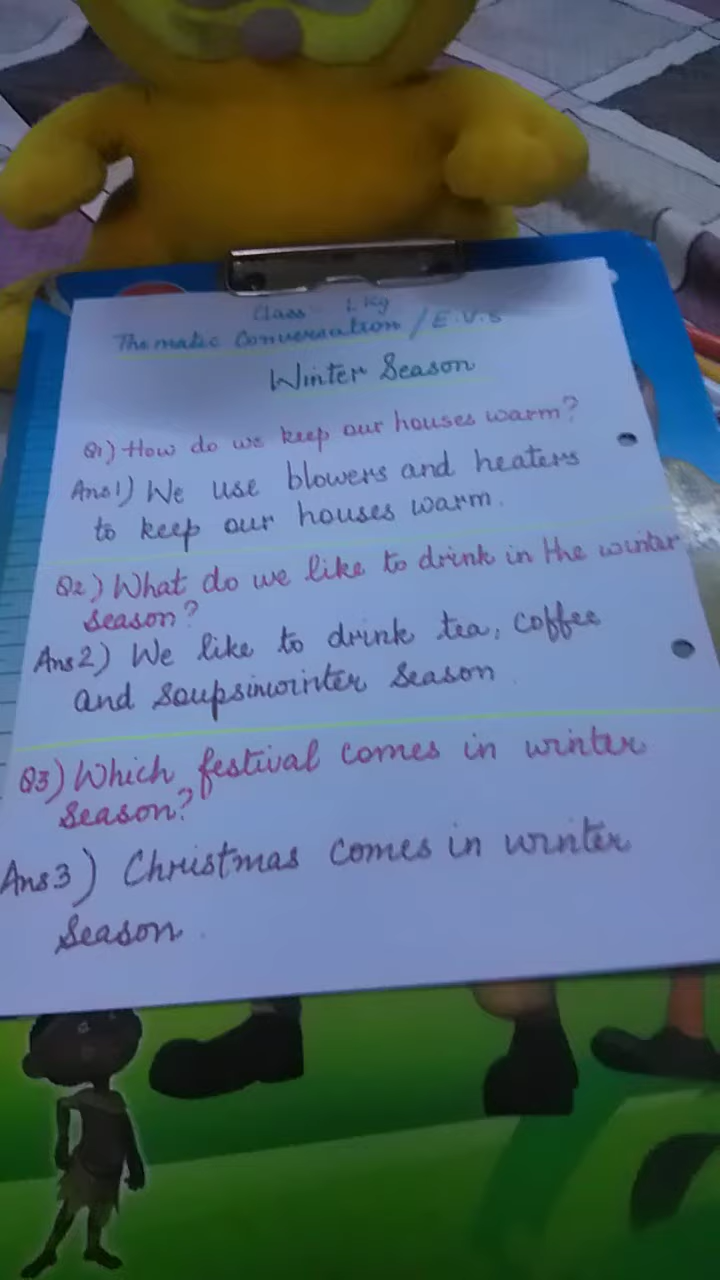 Class - L kg
Thematic Conversation / E.V.S
Winter Season
Q1) How do we keep our houses warm?
Ans1) We use blowers and heaters
to keep our houses warm.
Q2) What do we like to drink in the winter
season?
Ans2) We like to drink tea, coffee
and soupsinwinter season.
Q3) Which festival comes in winter
season?
Ans3) Christmas comes in winter
season.